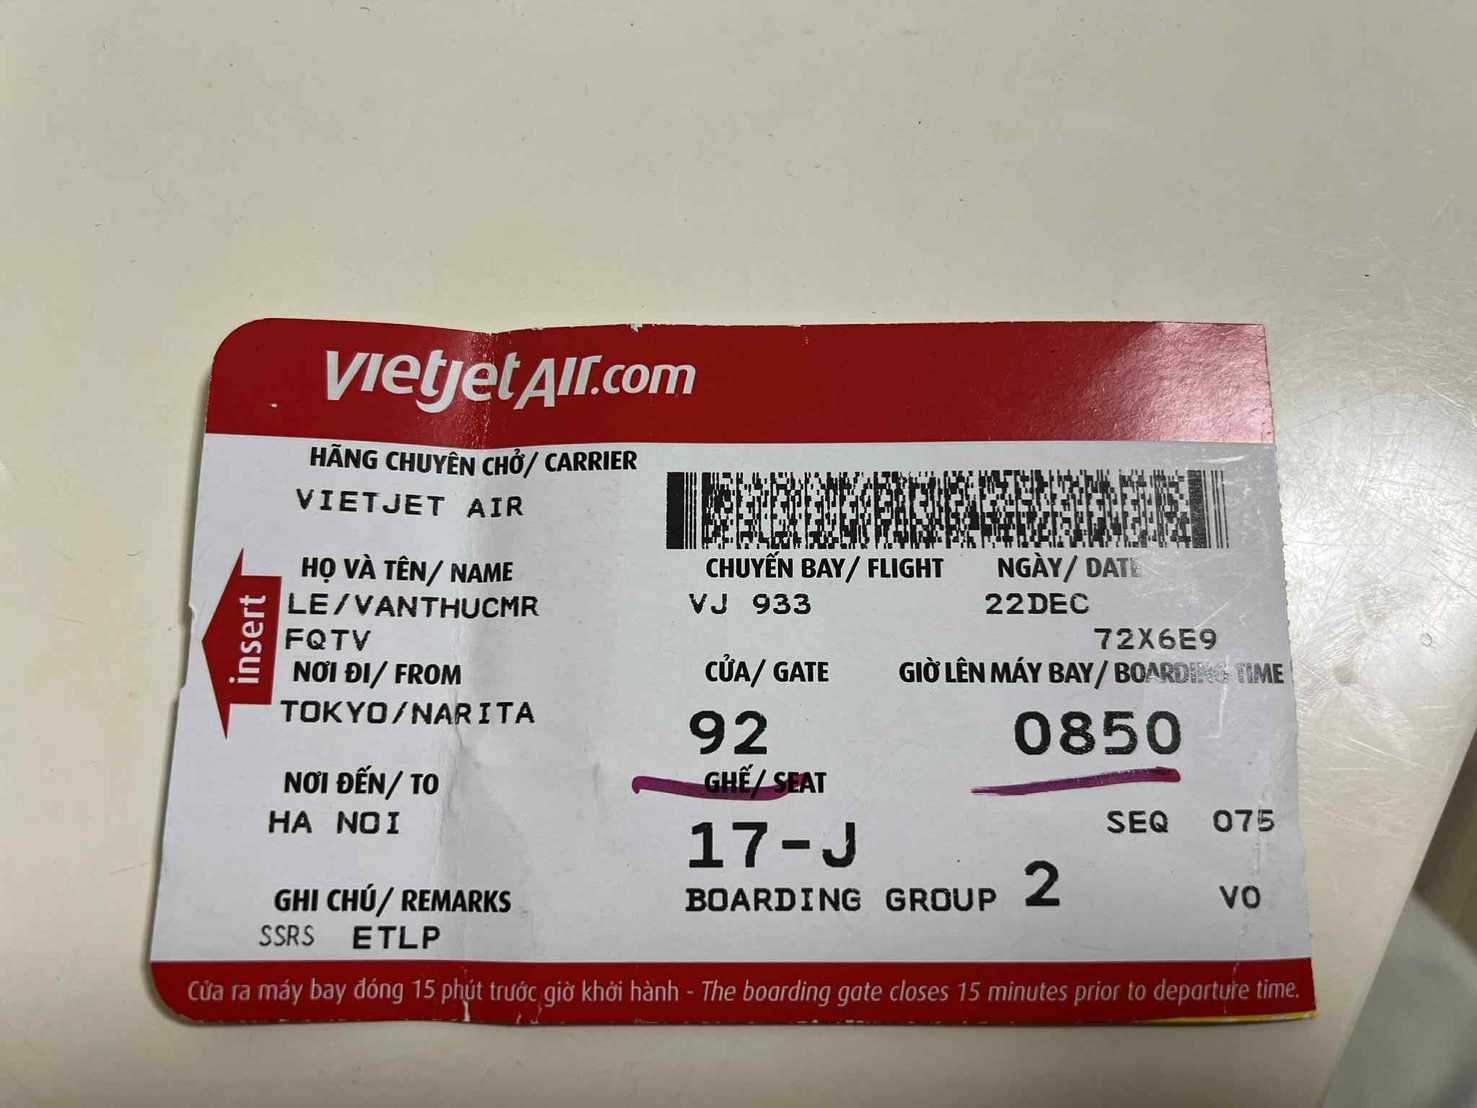 vietjetAir.com
HÃNG CHUYÊN CHỞ/ CARRIER
VIETJET AIR
HỌ VÀ TÊN/ NAME
CHUYẾN BAY/ FLIGHT
NGÀY/ DATE
LE/VANTHUCMR
VJ 933
22DEC
insert
FQTV
72X6E9
NƠI ĐI/ FROM
CỬA/ GATE
GIỜ LÊN MÁY BAY/ BOARDING TIME
TOKYO/NARITA
92
0850
NƠI ĐẾN/ TO
GHẾ/ SEAT
HA NOI
17-J
SEQ 075
GHI CHÚ/ REMARKS
BOARDING GROUP 2
VO
SSRS ETLP
Cửa ra máy bay đóng 15 phút trước giờ khởi hành - The boarding gate closes 15 minutes prior to departure time.